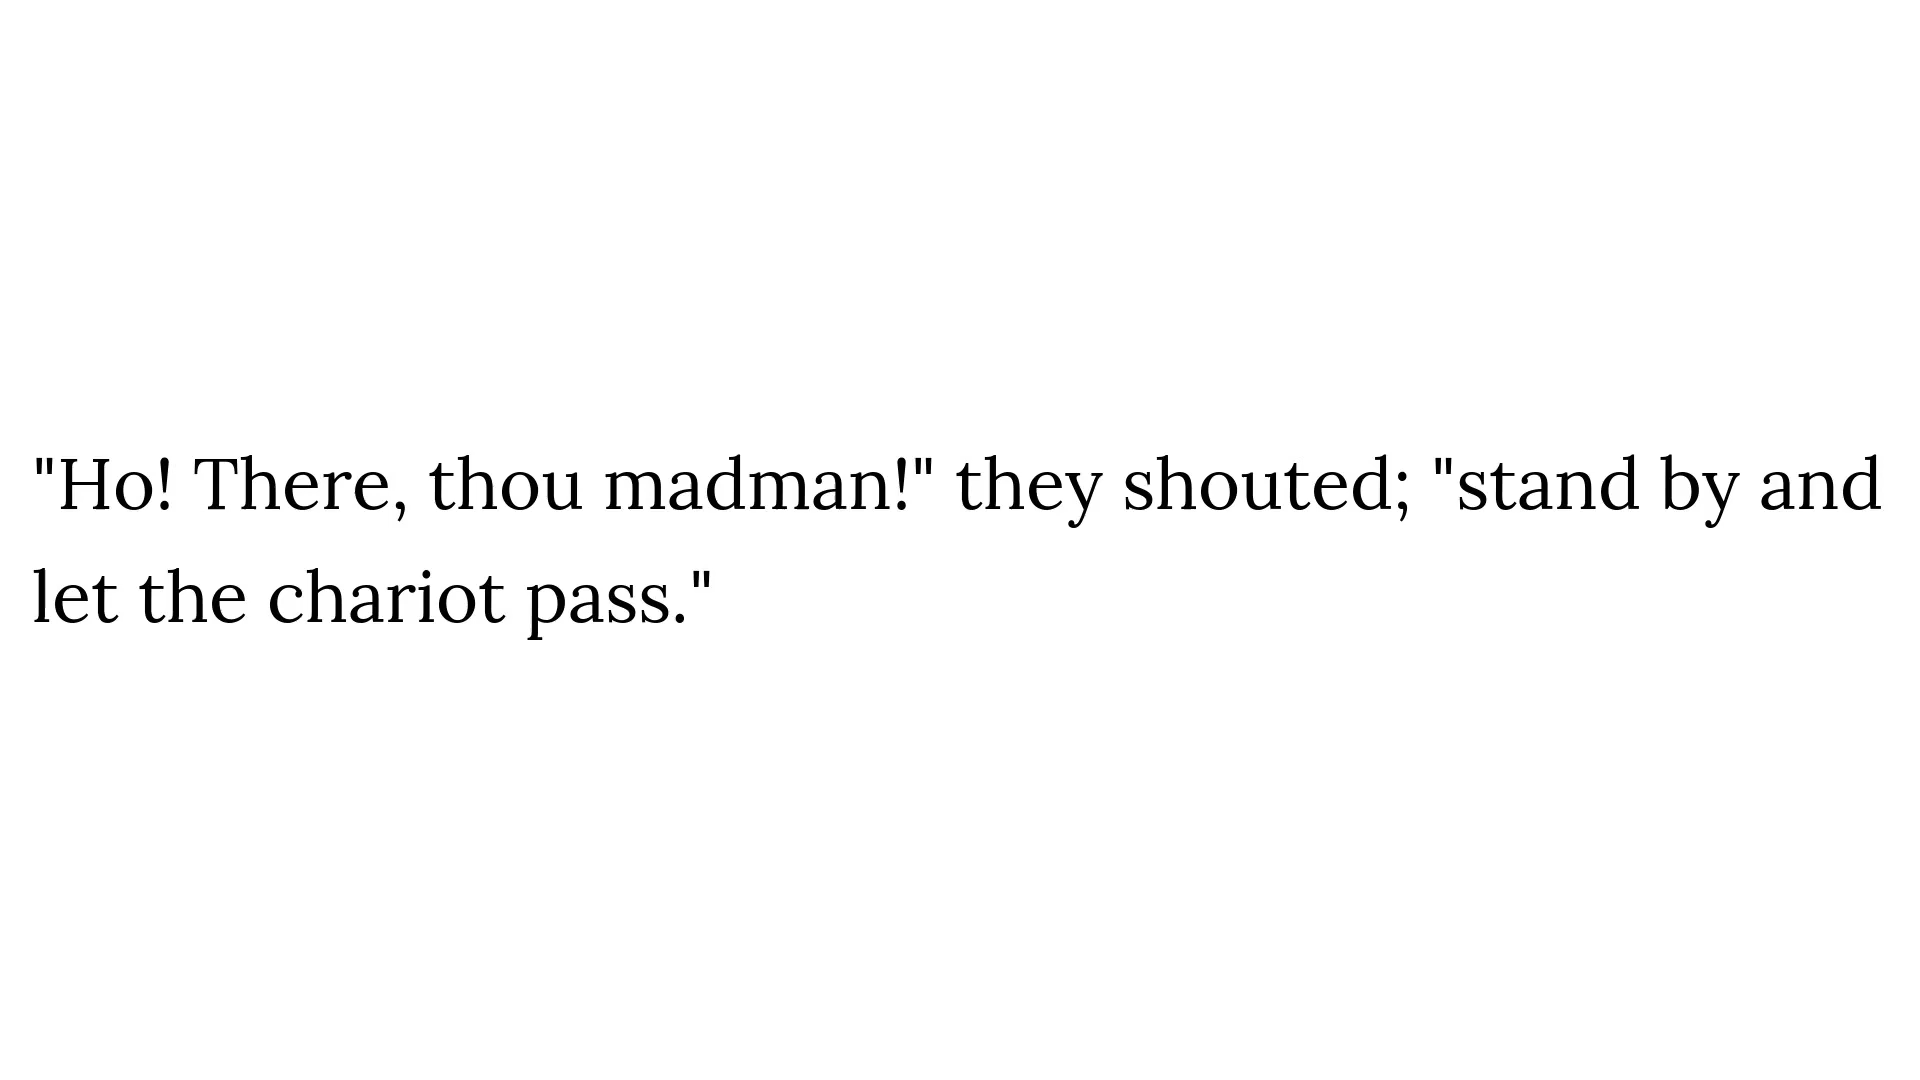 "Ho! There, thou madman!" they shouted; "stand by and
let the chariot pass."